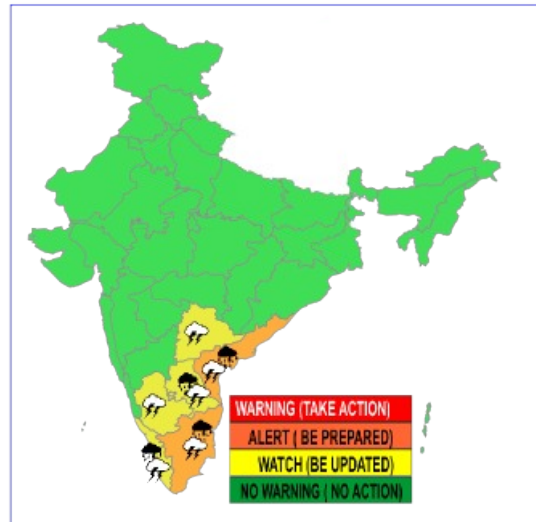 WARNING (TAKE ACTION)
ALERT ( BE PREPARED)
WATCH (BE UPDATED)
NO WARNING ( NO ACTION)